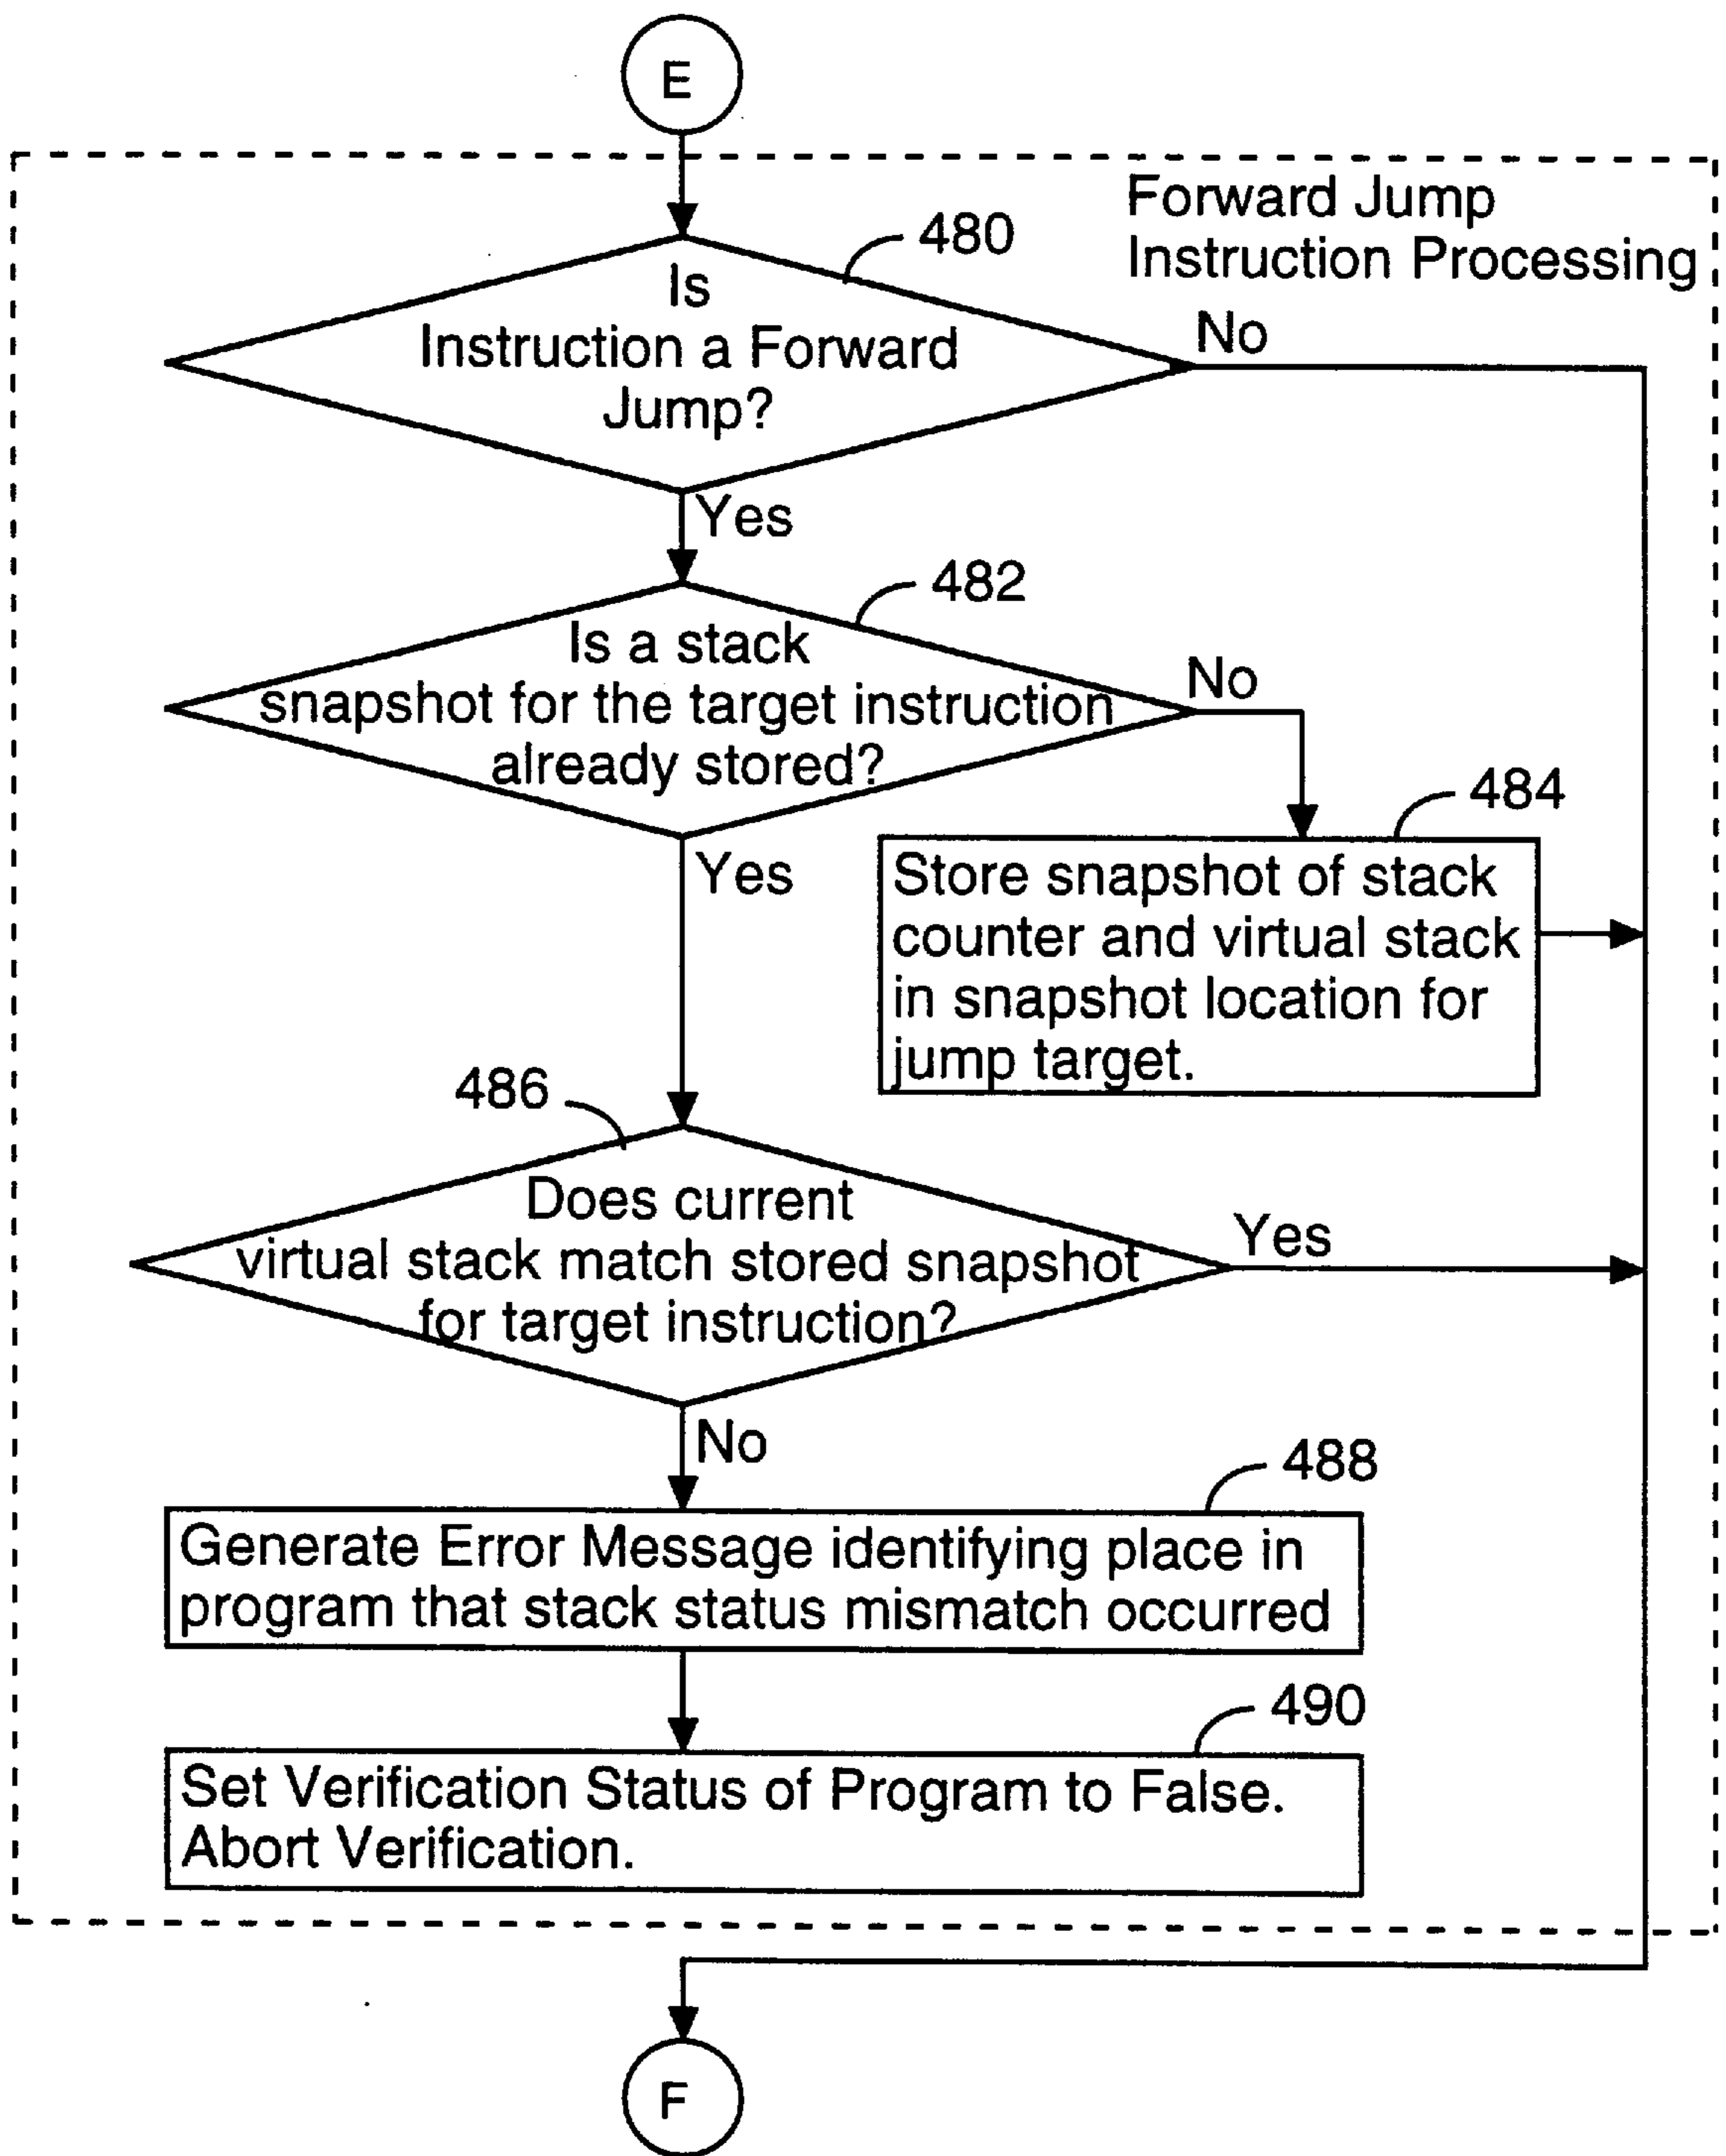 E
Forward Jump
Instruction Processing
480
Is
Instruction a Forward
Jump?
No
Yes
482
Is a stack
snapshot for the target instruction
already stored?
No
Yes
484
Store snapshot of stack
counter and virtual stack
in snapshot location for
jump target.
486
Does current
virtual stack match stored snapshot
for target instruction?
Yes
No
488
Generate Error Message identifying place in
program that stack status mismatch occurred
490
Set Verification Status of Program to False.
Abort Verification.
F